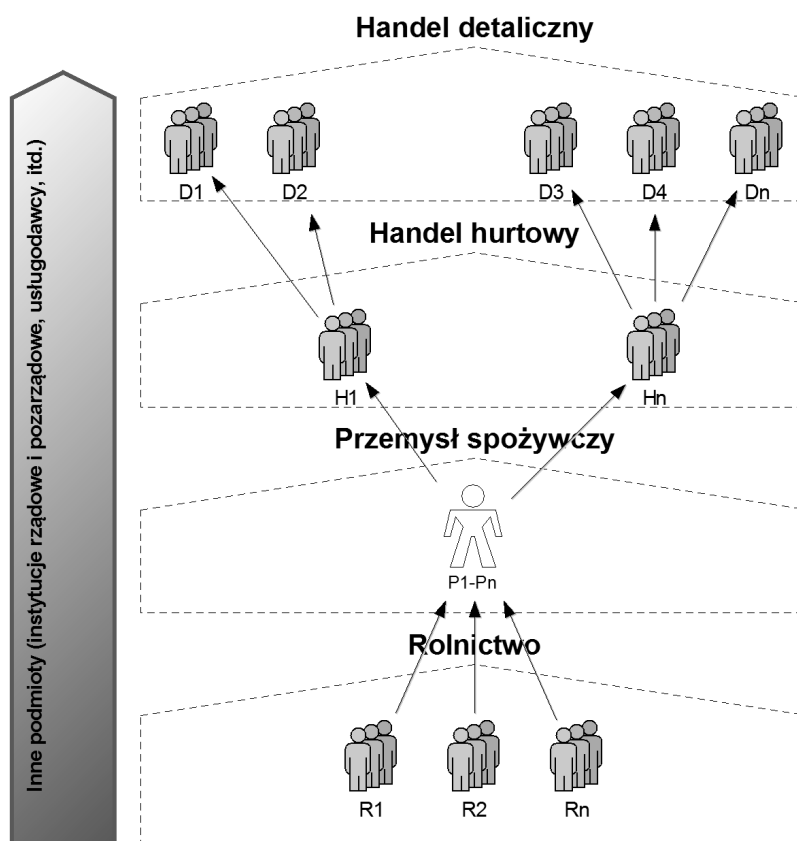 Handel detaliczny
D1 D2 D3 D4 Dn
Handel hurtowy
H1 Hn
Przemysł spożywczy
P1-Pn
Rolnictwo
R1 R2 Rn
Inne podmioty (instytucje rządowe i pozarządowe, usługodawcy, itd.)